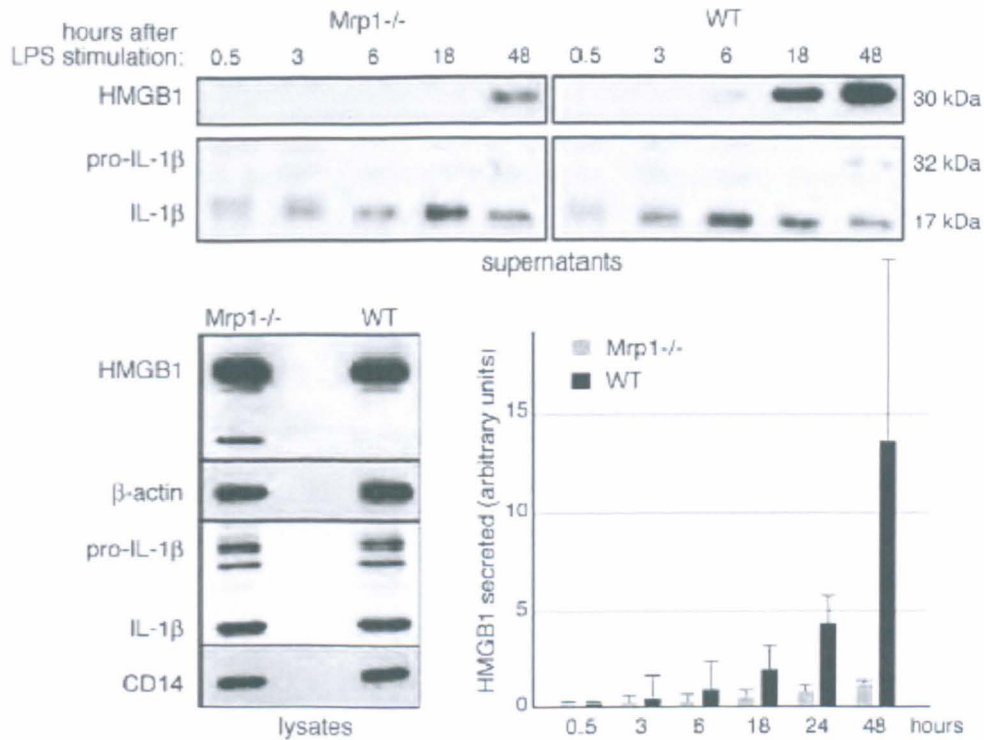 Mrp1-/- WT
hours after
LPS stimulation: 0.5 3 6 18 48 0.5 3 6 18 48
HMGB1 30 kDa
pro-IL-1β 32 kDa
IL-1β 17 kDa
supernatants
Mrp1-/- WT
HMGB1
β-actin
pro-IL-1β
IL-1β
CD14
lysates
Mrp1-/-
WT
HMGB1 secreted (arbitrary units)
15
10
5
0
0.5 3 6 18 24 48 hours